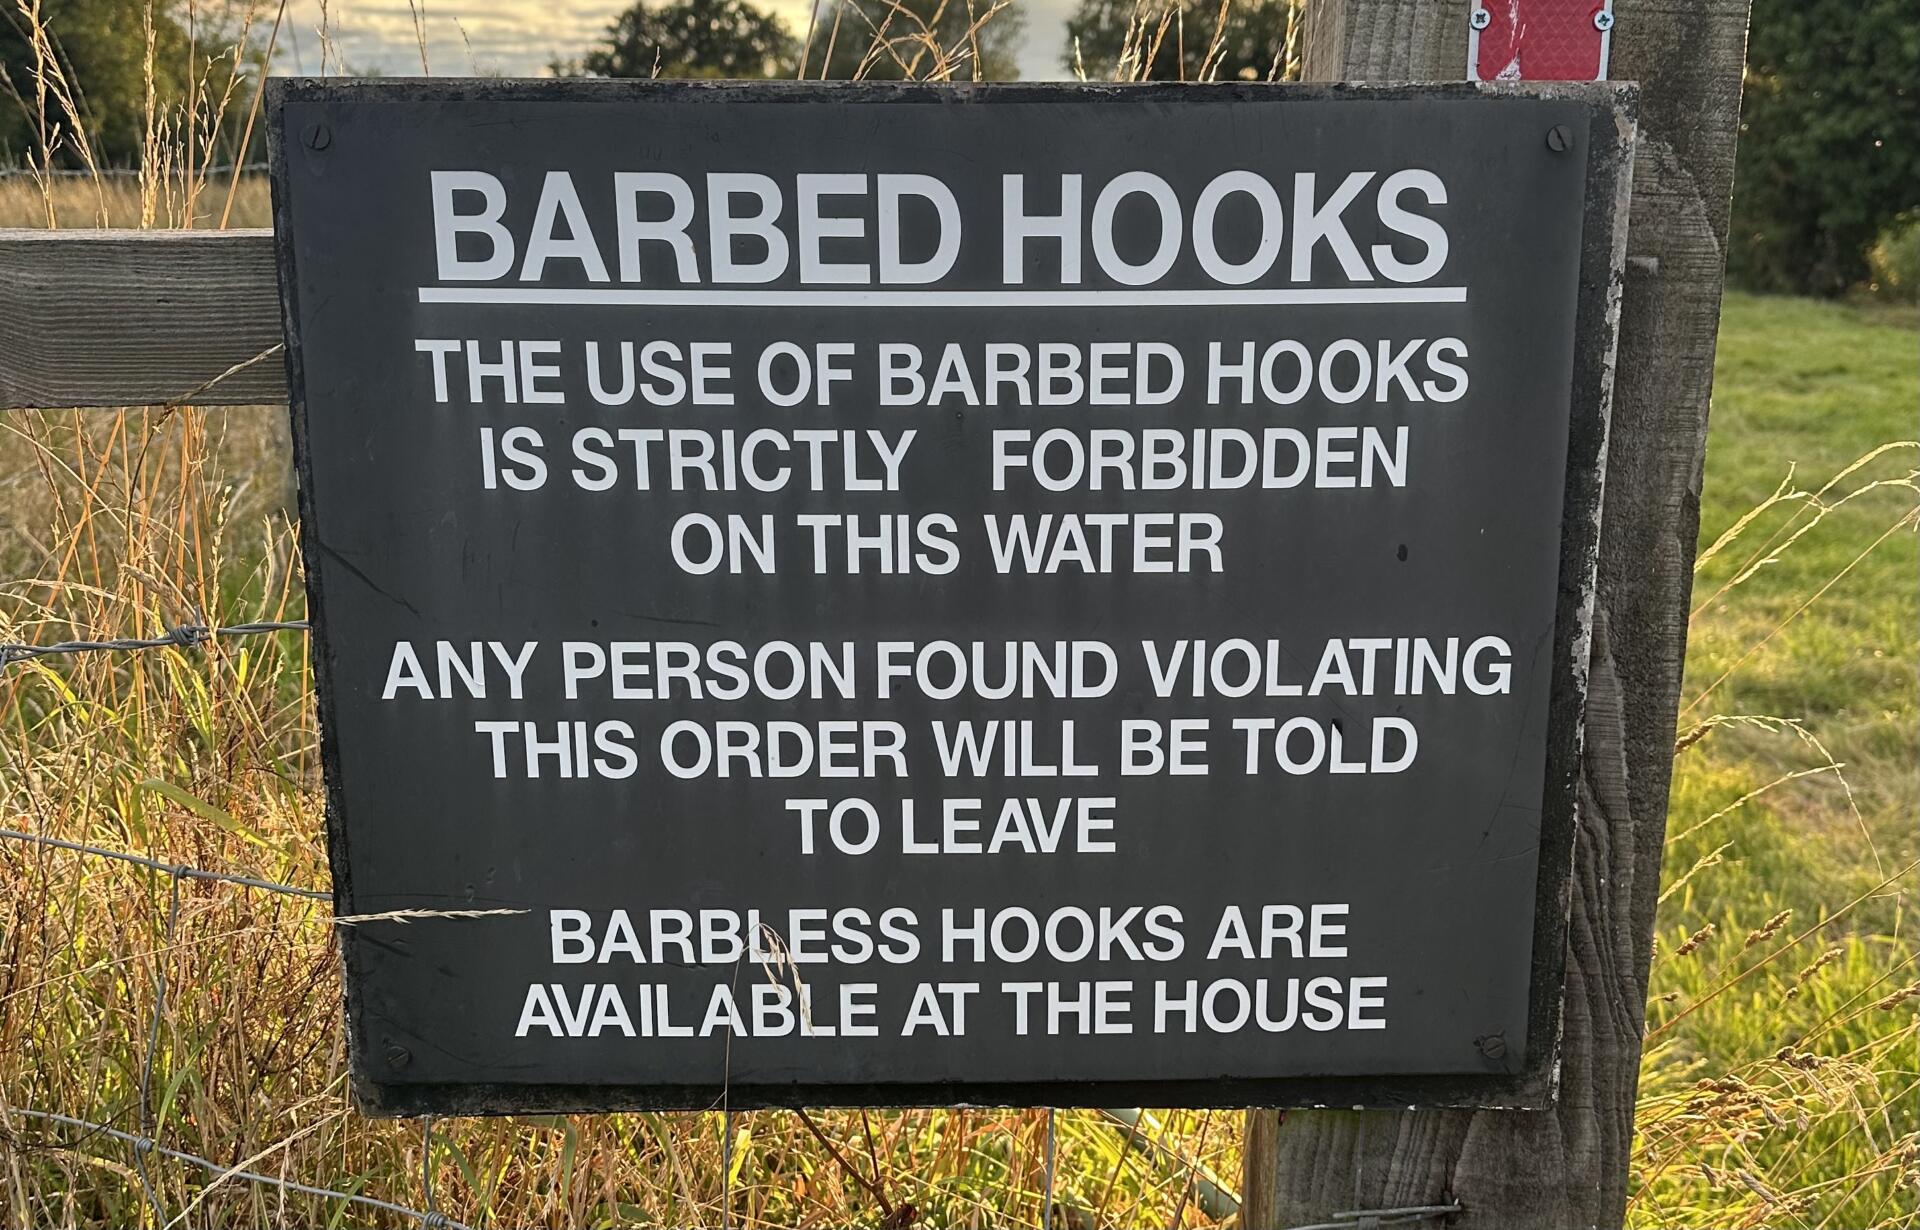 BARBED HOOKS
THE USE OF BARBED HOOKS
IS STRICTLY FORBIDDEN
ON THIS WATER
ANY PERSON FOUND VIOLATING
THIS ORDER WILL BE TOLD
TO LEAVE
BARBLESS HOOKS ARE
AVAILABLE AT THE HOUSE